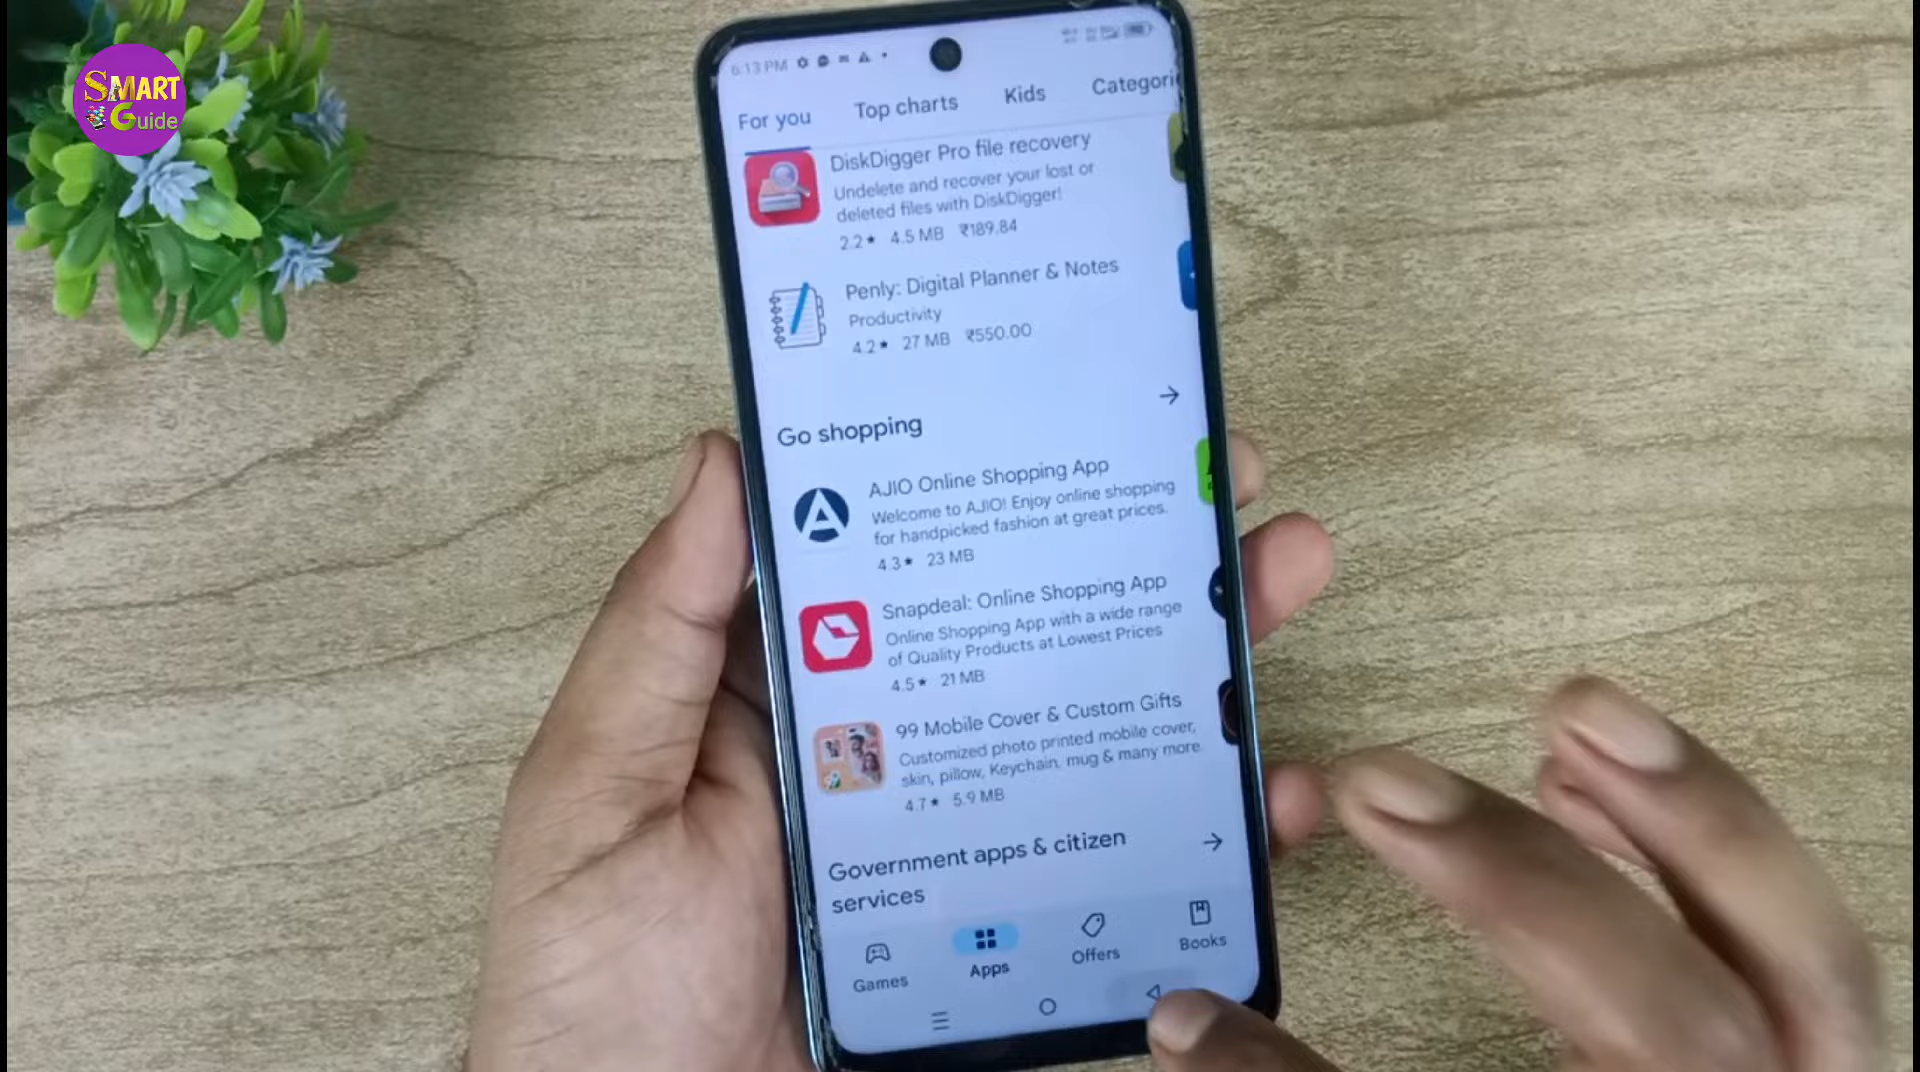 SMART
Guide
6:13 PM
For you
Top charts
Kids
Categori
DiskDigger Pro file recovery
Undelete and recover your lost or
deleted files with DiskDigger!
2.2★ 4.5 MB ₹189.84
Penly: Digital Planner & Notes
Productivity
4.2★ 27 MB ₹550.00
Go shopping
AJIO Online Shopping App
Welcome to AJIO! Enjoy online shopping
for handpicked fashion at great prices.
4.3★ 23 MB
Snapdeal: Online Shopping App
Online Shopping App with a wide range
of Quality Products at Lowest Prices
4.5★ 21 MB
99 Mobile Cover & Custom Gifts
Customized photo printed mobile cover,
skin, pillow, Keychain, mug & many more.
4.7★ 5.9 MB
Government apps & citizen
services
Games
Apps
Offers
Books